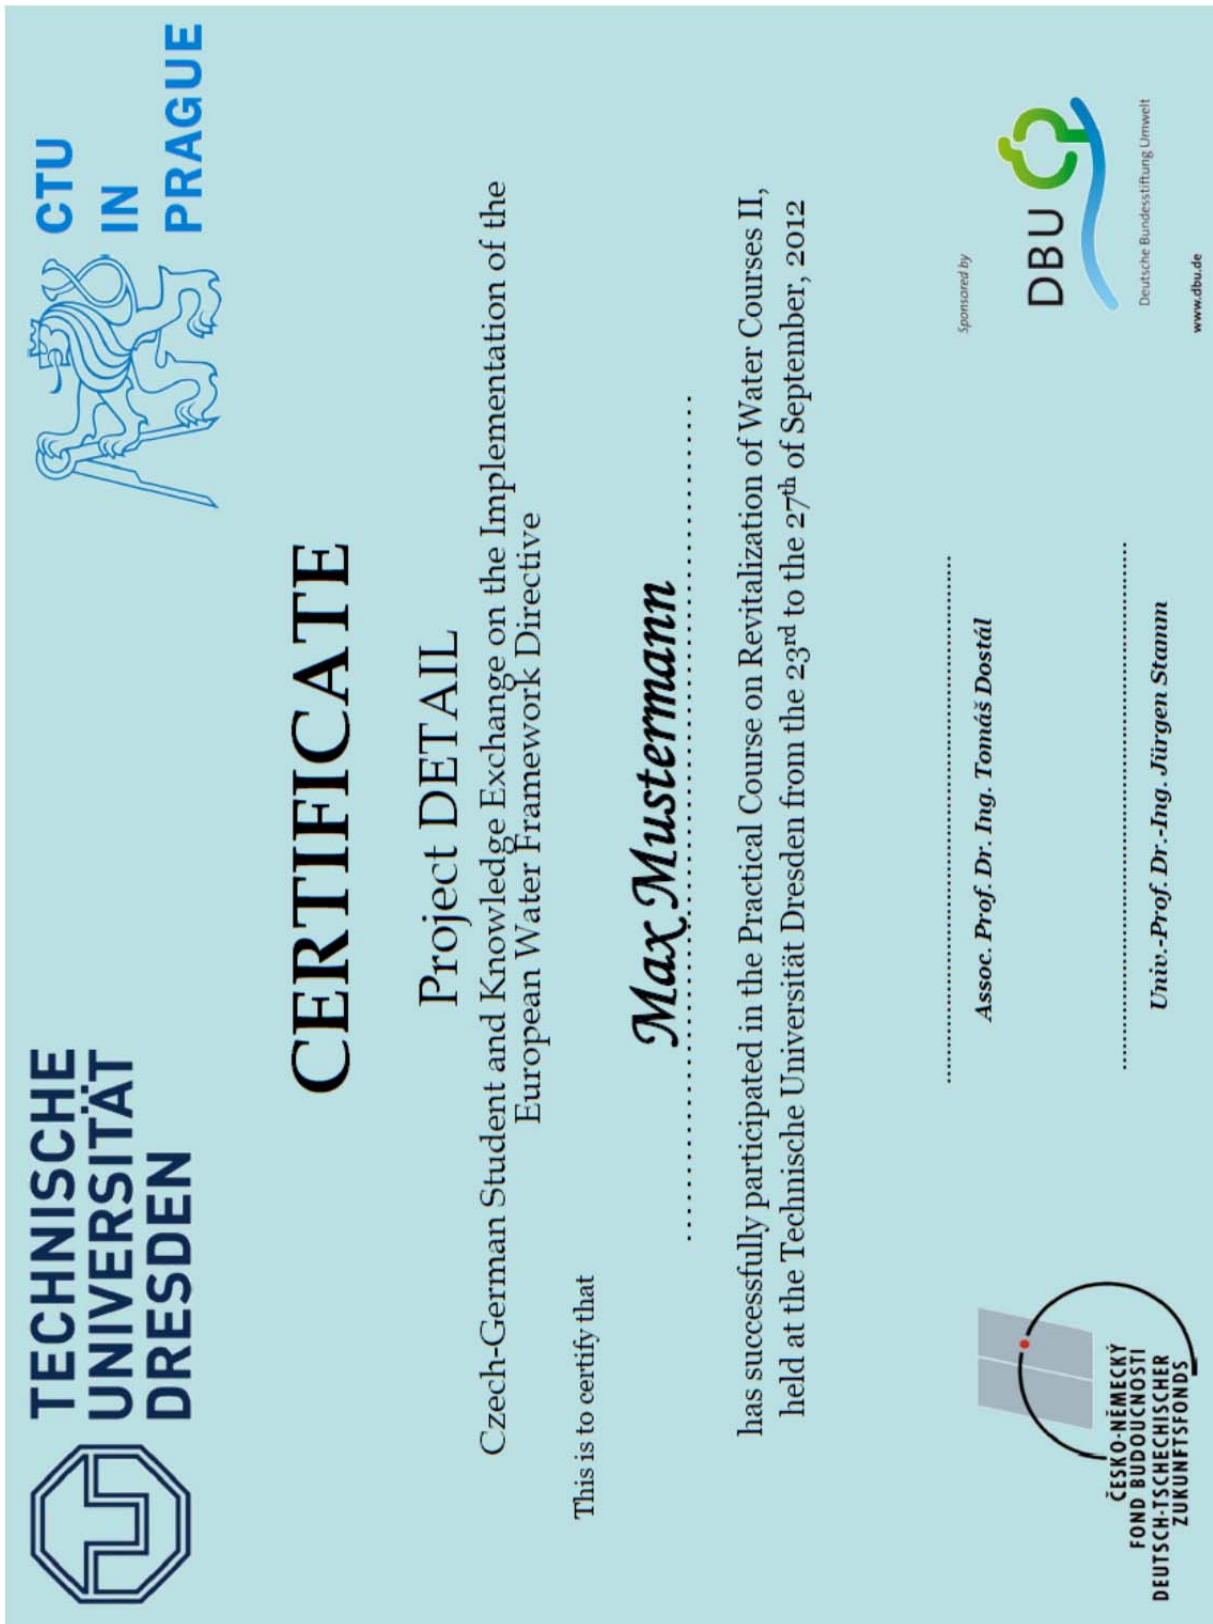 TECHNISCHE
UNIVERSITÄT
DRESDEN
CTU
IN
PRAGUE
CERTIFICATE
Project DETAIL
Czech-German Student and Knowledge Exchange on the Implementation of the
European Water Framework Directive
This is to certify that
Max Mustermann
has successfully participated in the Practical Course on Revitalization of Water Courses II,
held at the Technische Universität Dresden from the 23rd to the 27th of September, 2012
Assoc. Prof. Dr. Ing. Tomáš Dostál
Univ.-Prof. Dr.-Ing. Jürgen Stamm
ČESKO-NĚMECKÝ
FOND BUDOUCNOSTI
DEUTSCH-TSCHECHISCHER
ZUKUNFTSFONDS
Sponsored by
DBU
Deutsche Bundesstiftung Umwelt
www.dbu.de